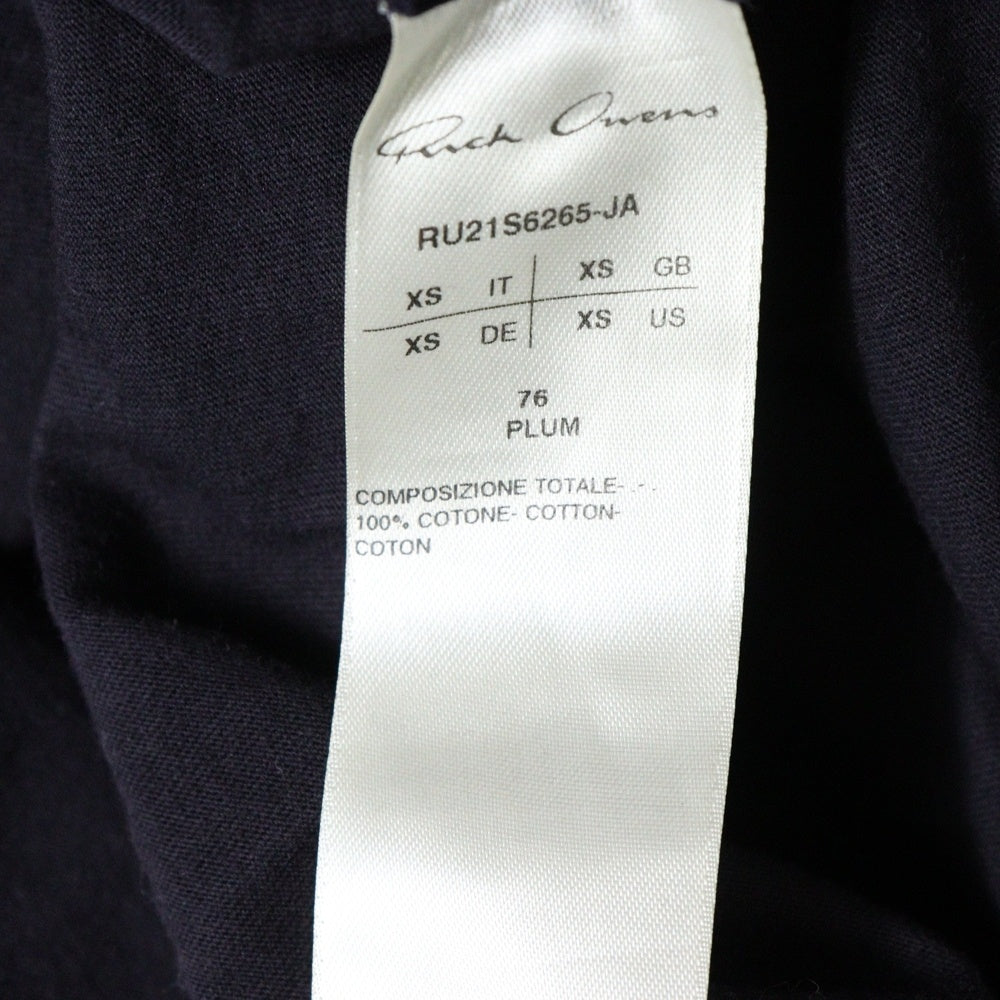 Rick Owens
RU21S6265-JA
XS IT XS GB
XS DE XS US
76
PLUM
COMPOSIZIONE TOTALE- .-.
100% COTONE- COTTON-
COTON